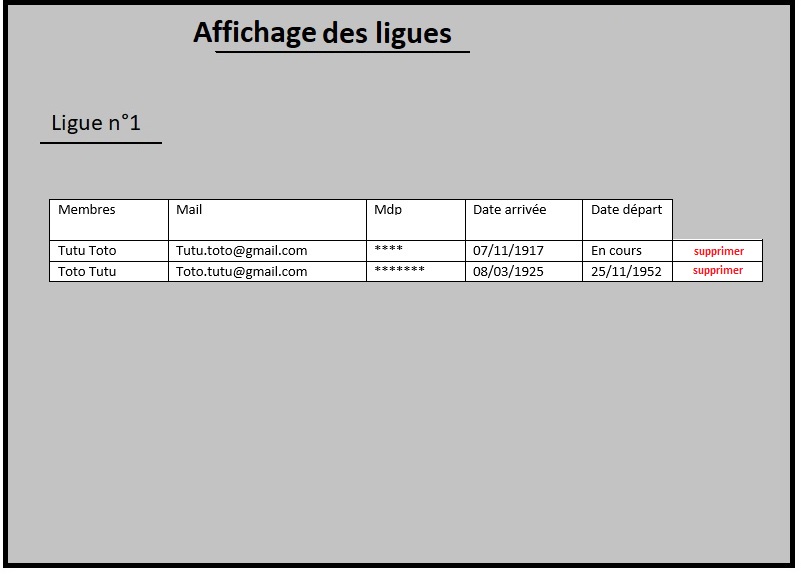 Affichage des ligues
Ligue n°1
Membres Mail Mdp Date arrivée Date départ
Tutu Toto Tutu.toto@gmail.com **** 07/11/1917 En cours supprimer
Toto Tutu Toto.tutu@gmail.com ******* 08/03/1925 25/11/1952 supprimer